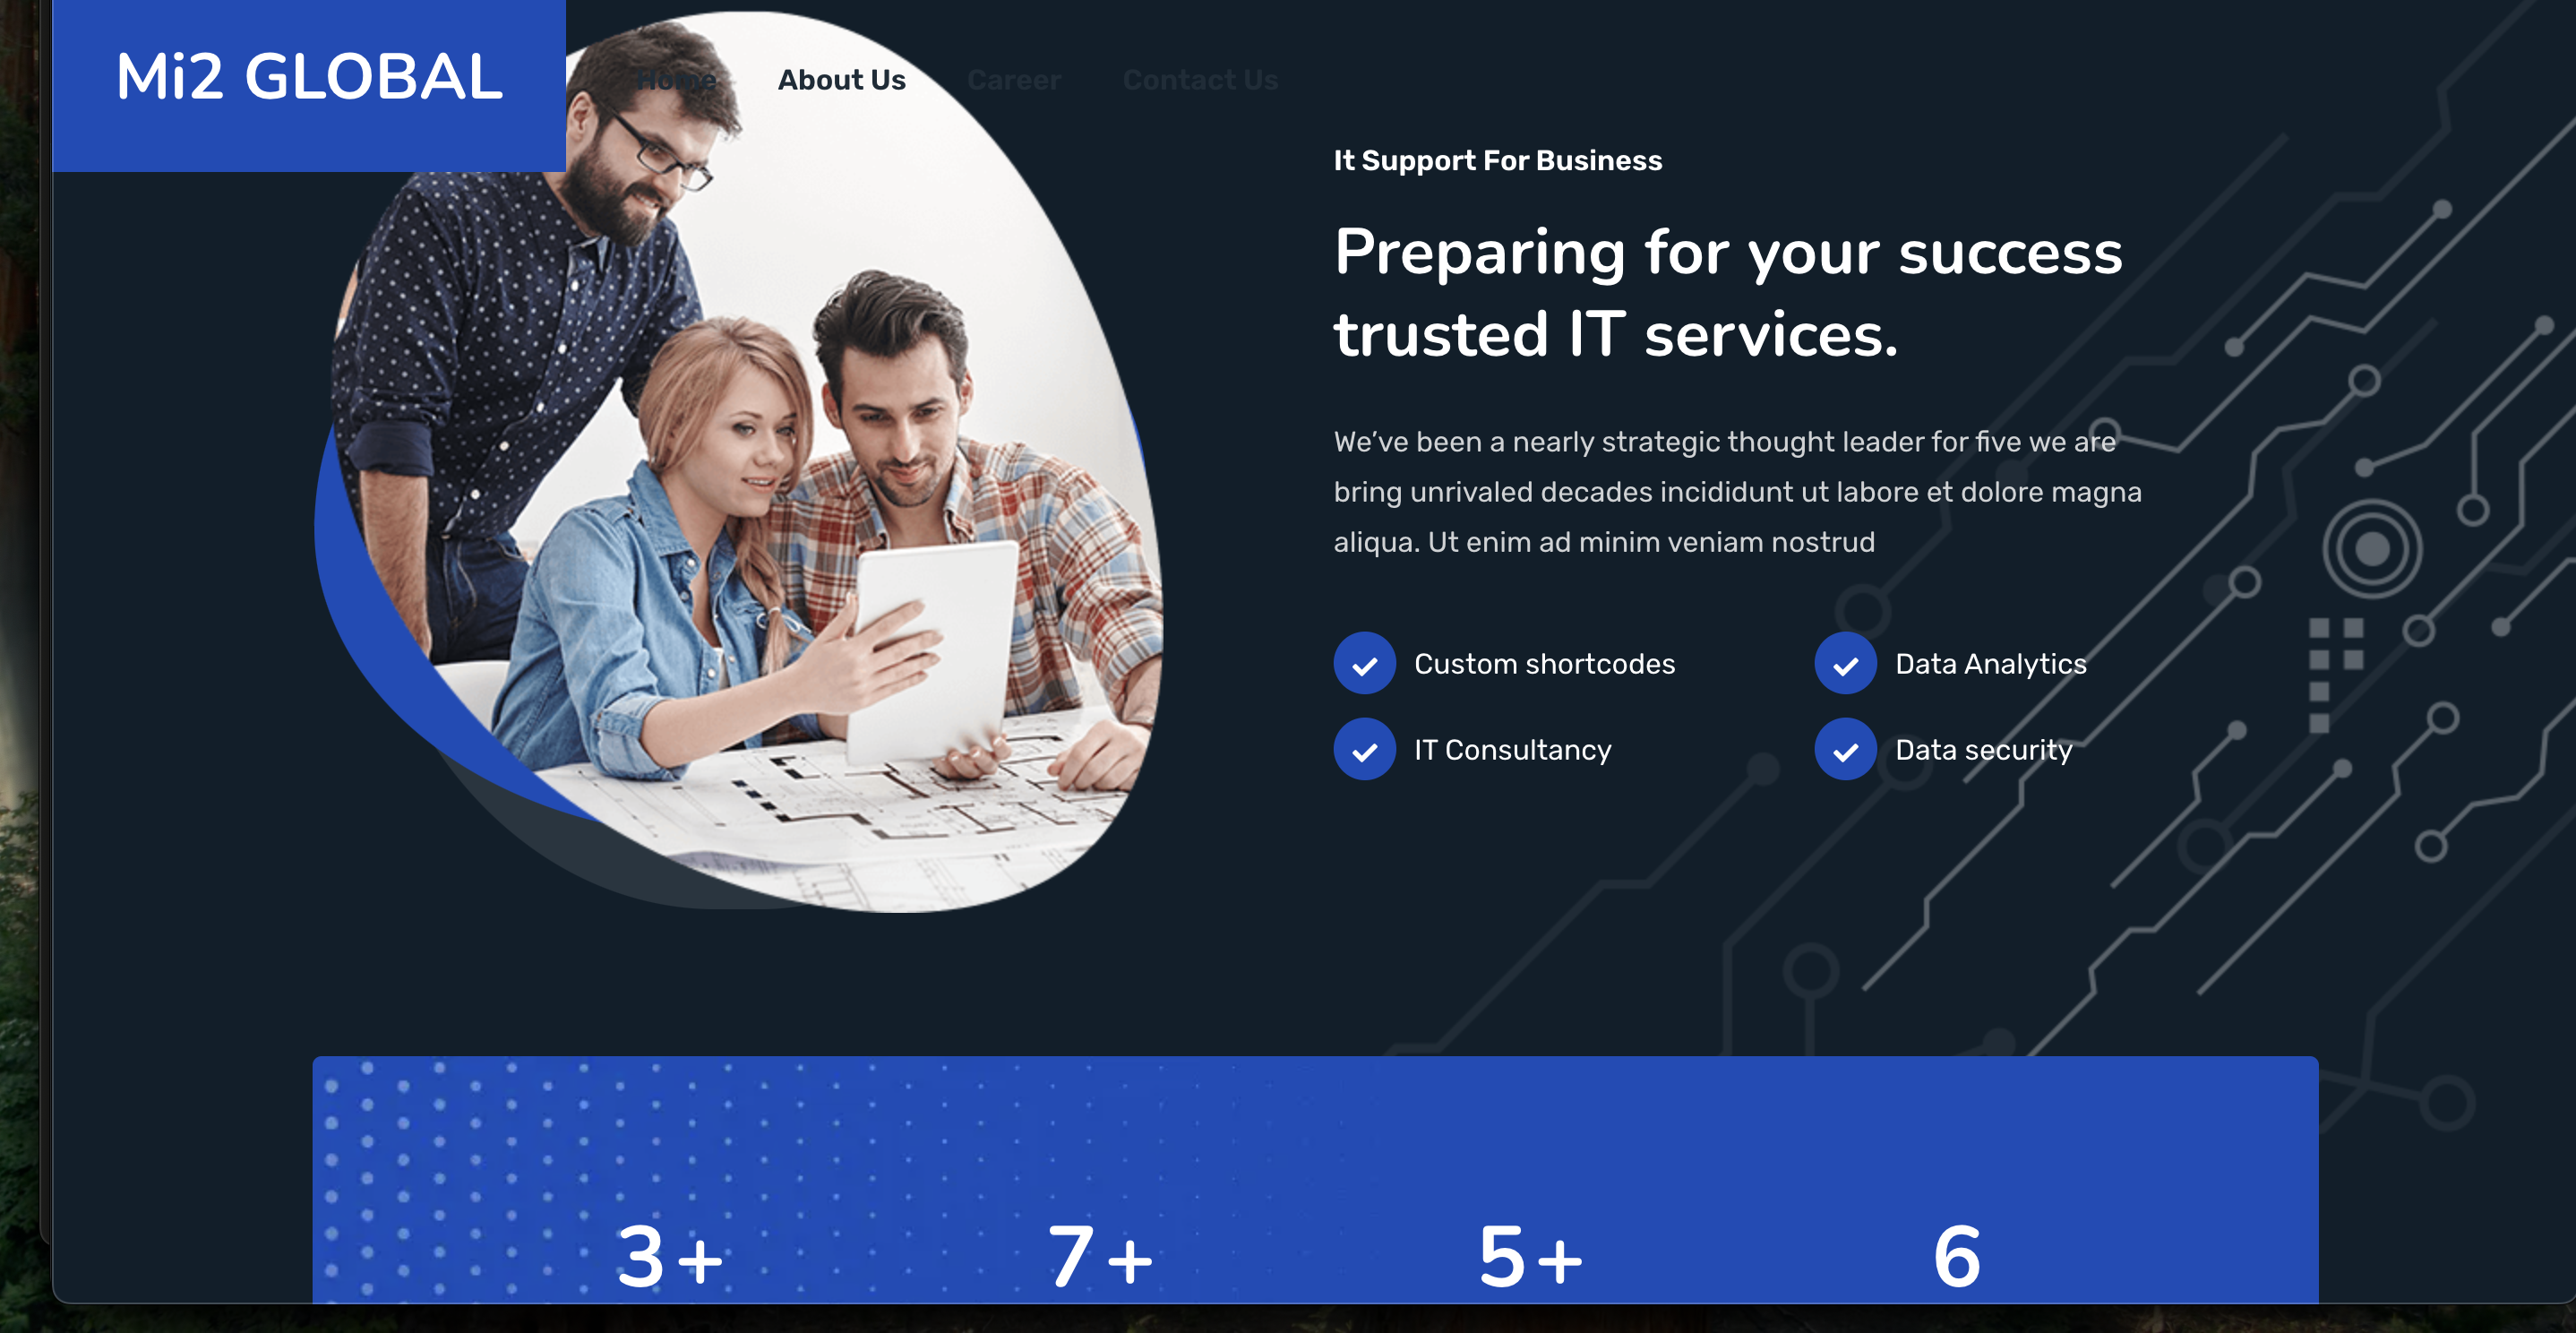 Mi2 GLOBAL
Home About Us Career Contact Us
It Support For Business
Preparing for your success
trusted IT services.
We’ve been a nearly strategic thought leader for five we are
bring unrivaled decades incididunt ut labore et dolore magna
aliqua. Ut enim ad minim veniam nostrud
Custom shortcodes
Data Analytics
IT Consultancy
Data security
3+ 7+ 5+ 6